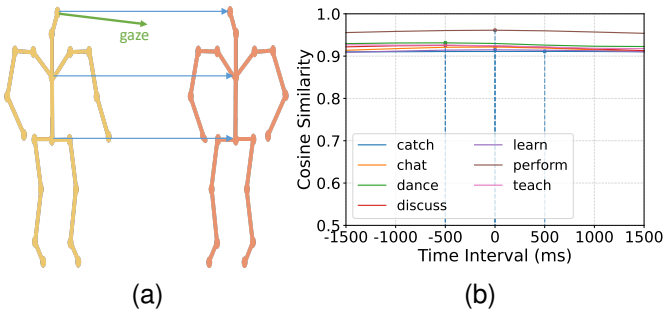 gaze
(a)
Cosine Similarity
1.0
0.9
0.8
0.7
0.6
0.5
catch
chat
dance
discuss
learn
perform
teach
-1500 -1000 -500 0 500 1000 1500
Time Interval (ms)
(b)